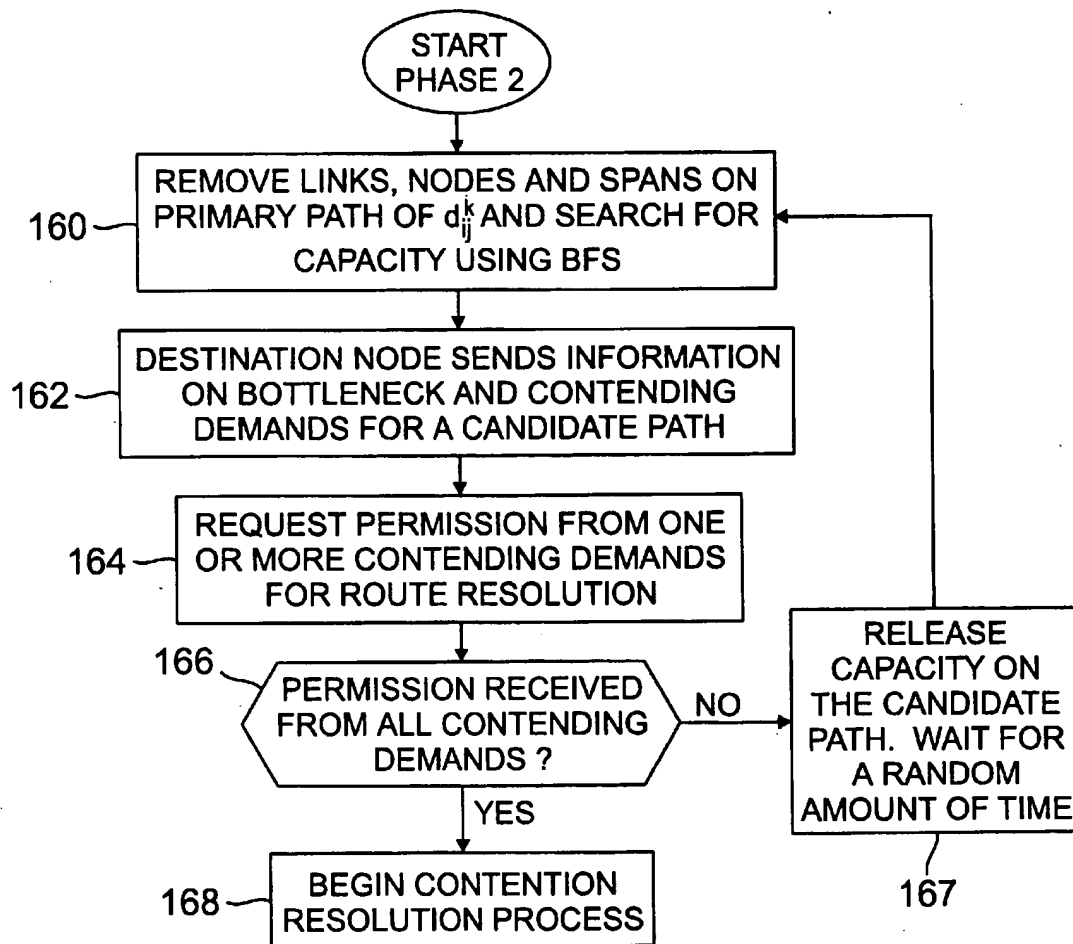 START
PHASE 2
160
REMOVE LINKS, NODES AND SPANS ON
PRIMARY PATH OF d_{ij}^{k} AND SEARCH FOR
CAPACITY USING BFS
162
DESTINATION NODE SENDS INFORMATION
ON BOTTLENECK AND CONTENDING
DEMANDS FOR A CANDIDATE PATH
164
REQUEST PERMISSION FROM ONE
OR MORE CONTENDING DEMANDS
FOR ROUTE RESOLUTION
166
PERMISSION RECEIVED
FROM ALL CONTENDING
DEMANDS ?
NO
RELEASE
CAPACITY ON
THE CANDIDATE
PATH. WAIT FOR
A RANDOM
AMOUNT OF TIME
167
YES
168
BEGIN CONTENTION
RESOLUTION PROCESS